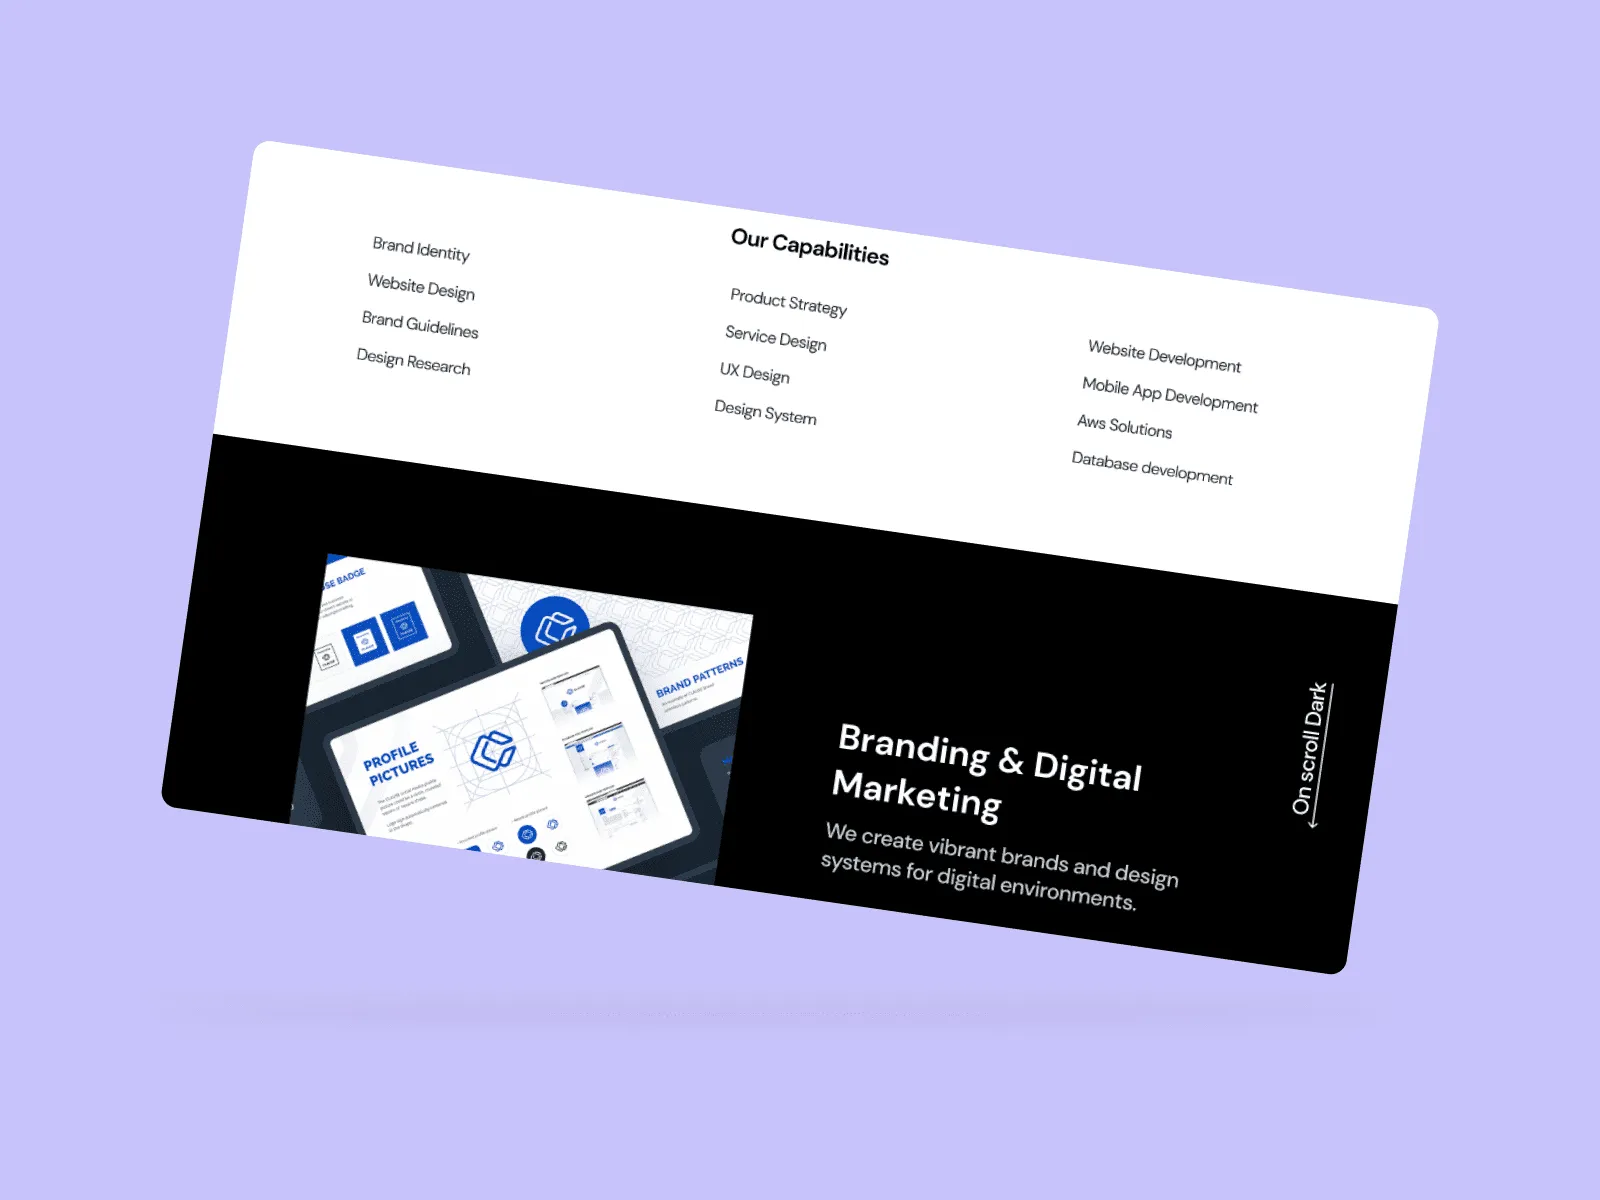 Our Capabilities
Brand Identity
Website Design
Brand Guidelines
Design Research
Product Strategy
Service Design
UX Design
Design System
Website Development
Mobile App Development
Aws Solutions
Database development
BADGE
BRAND PATTERNS
PROFILE
PICTURES
Branding & Digital
Marketing
We create vibrant brands and design
systems for digital environments.
On scroll Dark